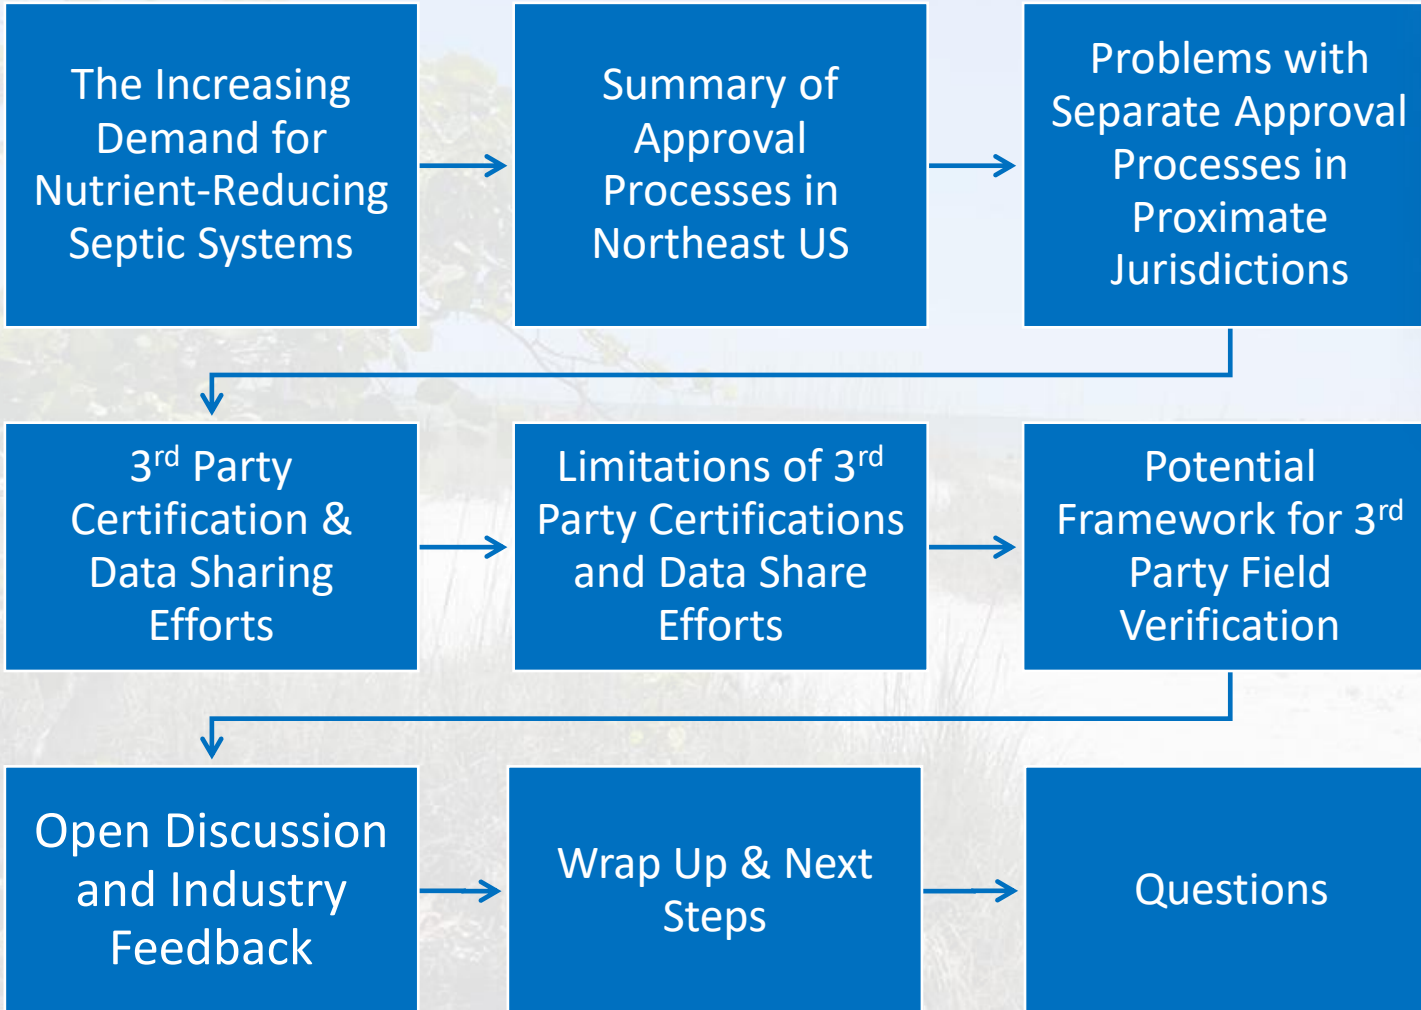 The Increasing
Demand for
Nutrient-Reducing
Septic Systems
Summary of
Approval
Processes in
Northeast US
Problems with
Separate Approval
Processes in
Proximate
Jurisdictions
3rd Party
Certification &
Data Sharing
Efforts
Limitations of 3rd
Party Certifications
and Data Share
Efforts
Potential
Framework for 3rd
Party Field
Verification
Open Discussion
and Industry
Feedback
Wrap Up & Next
Steps
Questions